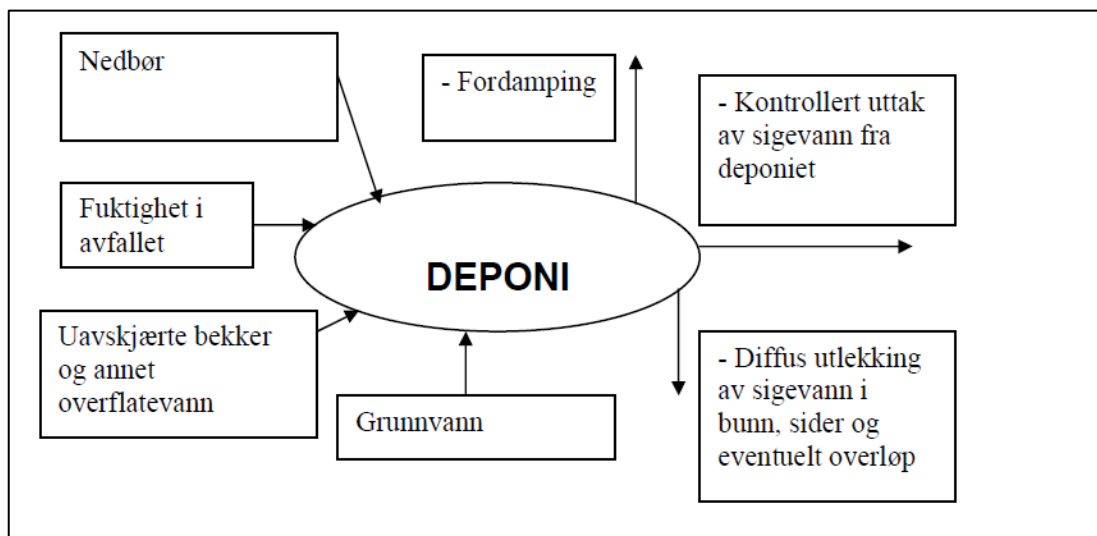 Nedbør
- Fordamping
- Kontrollert uttak
av sigevann fra
deponiet
Fuktighet i
avfallet
DEPONI
Uavskjærte bekker
og annet
overflatevann
Grunnvann
- Diffus utlekking
av sigevann i
bunn, sider og
eventuelt overløp